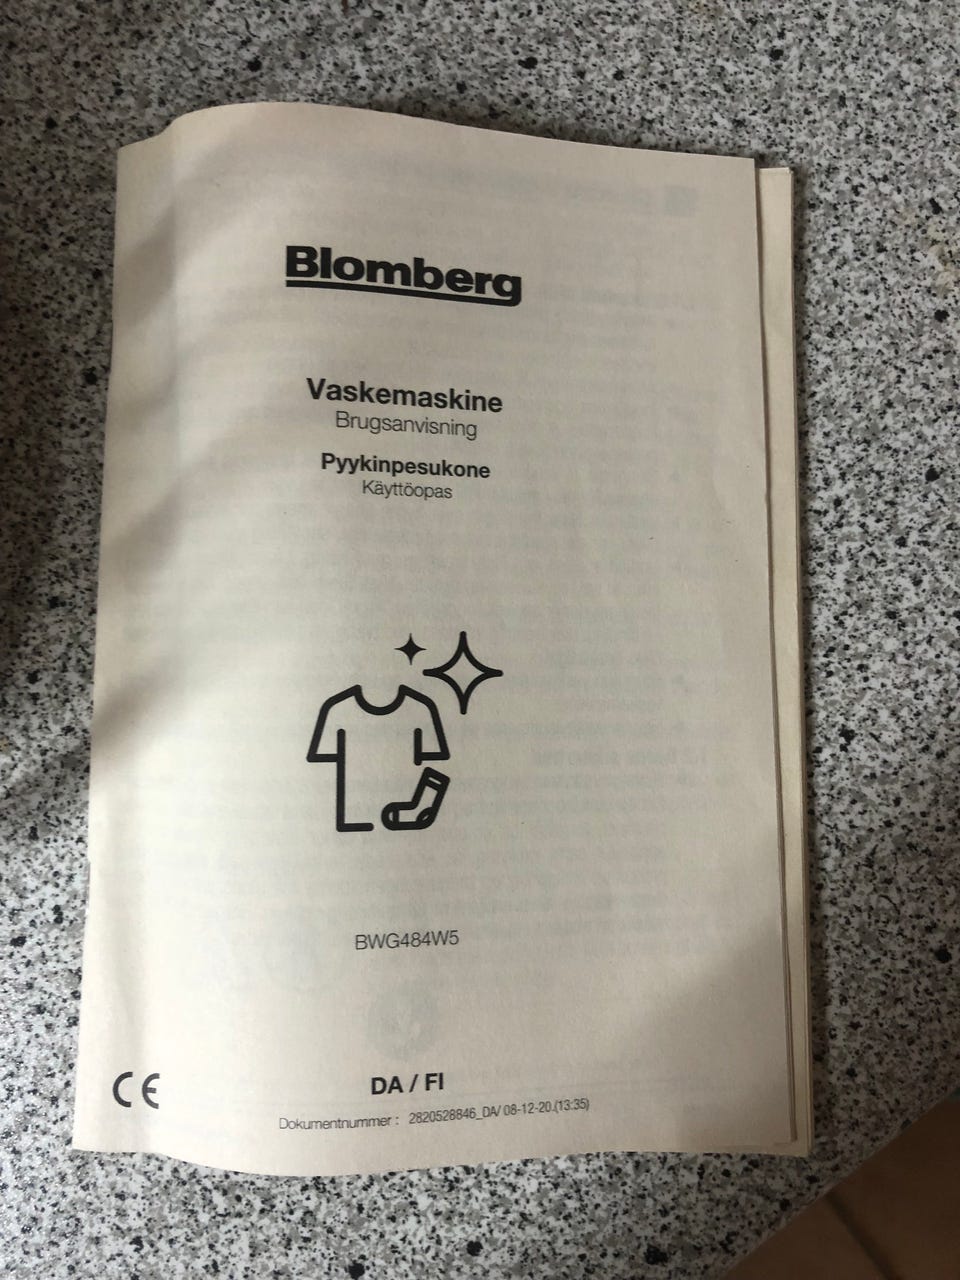 Blomberg
Vaskemaskine
Brugsanvisning
Pyykinpesukone
Käyttöopas
BWG484W5
CE
DA / FI
Dokumentnummer : 2820528846_DA/ 08-12-20.(13:35)